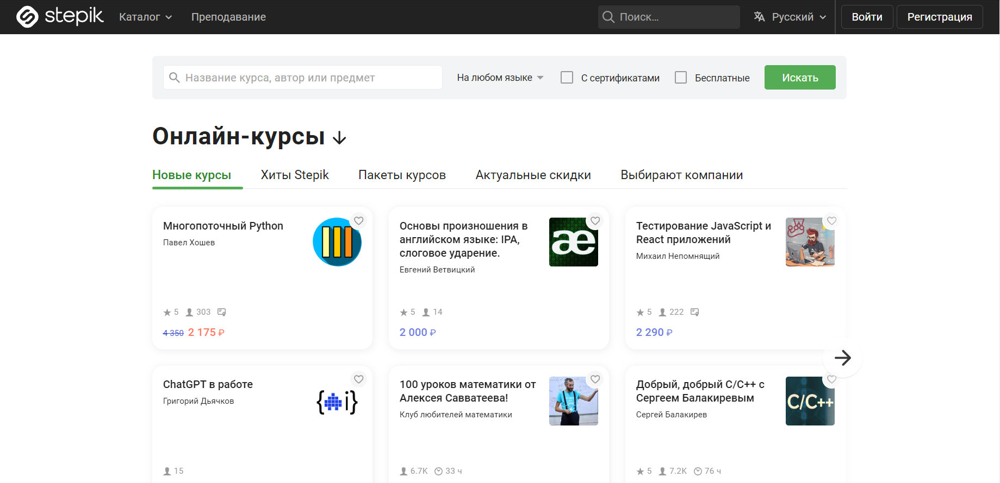 stepik Каталог Преподавание Поиск... Русский Войти Регистрация
Название курса, автор или предмет На любом языке С сертификатами Бесплатные Искать
Онлайн-курсы
Новые курсы Хиты Stepik Пакеты курсов Актуальные скидки Выбирают компании
Многопоточный Python
Павел Хошев
5 303
4 350 2 175 ₽
Основы произношения в
английском языке: IPA,
слоговое ударение.
Евгений Ветвицкий
æ
5 14
2 000 ₽
Тестирование JavaScript и
React приложений
Михаил Непомнящий
5 222
2 290 ₽
ChatGPT в работе
Григорий Дьячков
{ i}
15
100 уроков математики от
Алексея Савватеева!
Клуб любителей математики
6.7K 33 ч
Добрый, добрый C/C++ с
Сергеем Балакиревым
Сергей Балакирев
C/C++
5 7.2K 76 ч